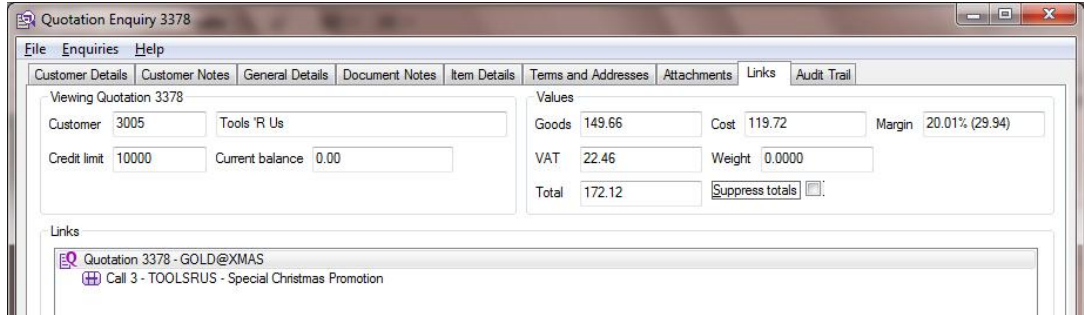 Quotation Enquiry 3378
File Enquiries Help
Customer Details Customer Notes General Details Document Notes Item Details Terms and Addresses Attachments Links Audit Trail
Viewing Quotation 3378
Customer 3005 Tools 'R Us
Credit limit 10000 Current balance 0.00
Values
Goods 149.66 Cost 119.72 Margin 20.01% (29.94)
VAT 22.46 Weight 0.0000
Total 172.12 Suppress totals
Links
Quotation 3378 - GOLD@XMAS
Call 3 - TOOLSRUS - Special Christmas Promotion